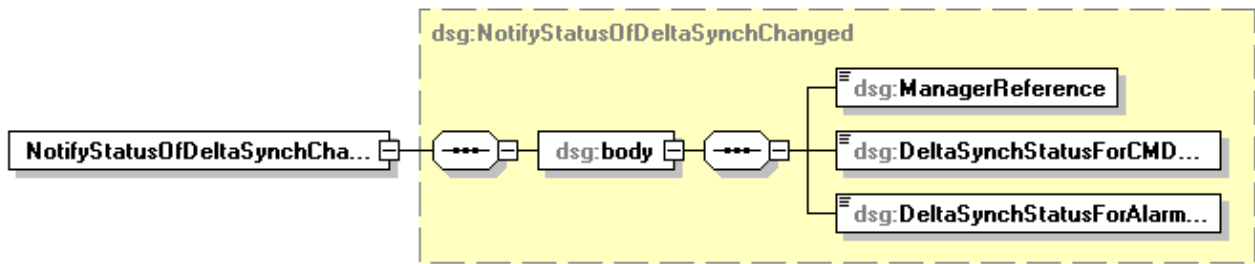 dsg:NotifyStatusOfDeltaSynchChanged
dsg:ManagerReference
NotifyStatusOfDeltaSynchCha...
dsg:body
dsg:DeltaSynchStatusForCMD...
dsg:DeltaSynchStatusForAlarm...